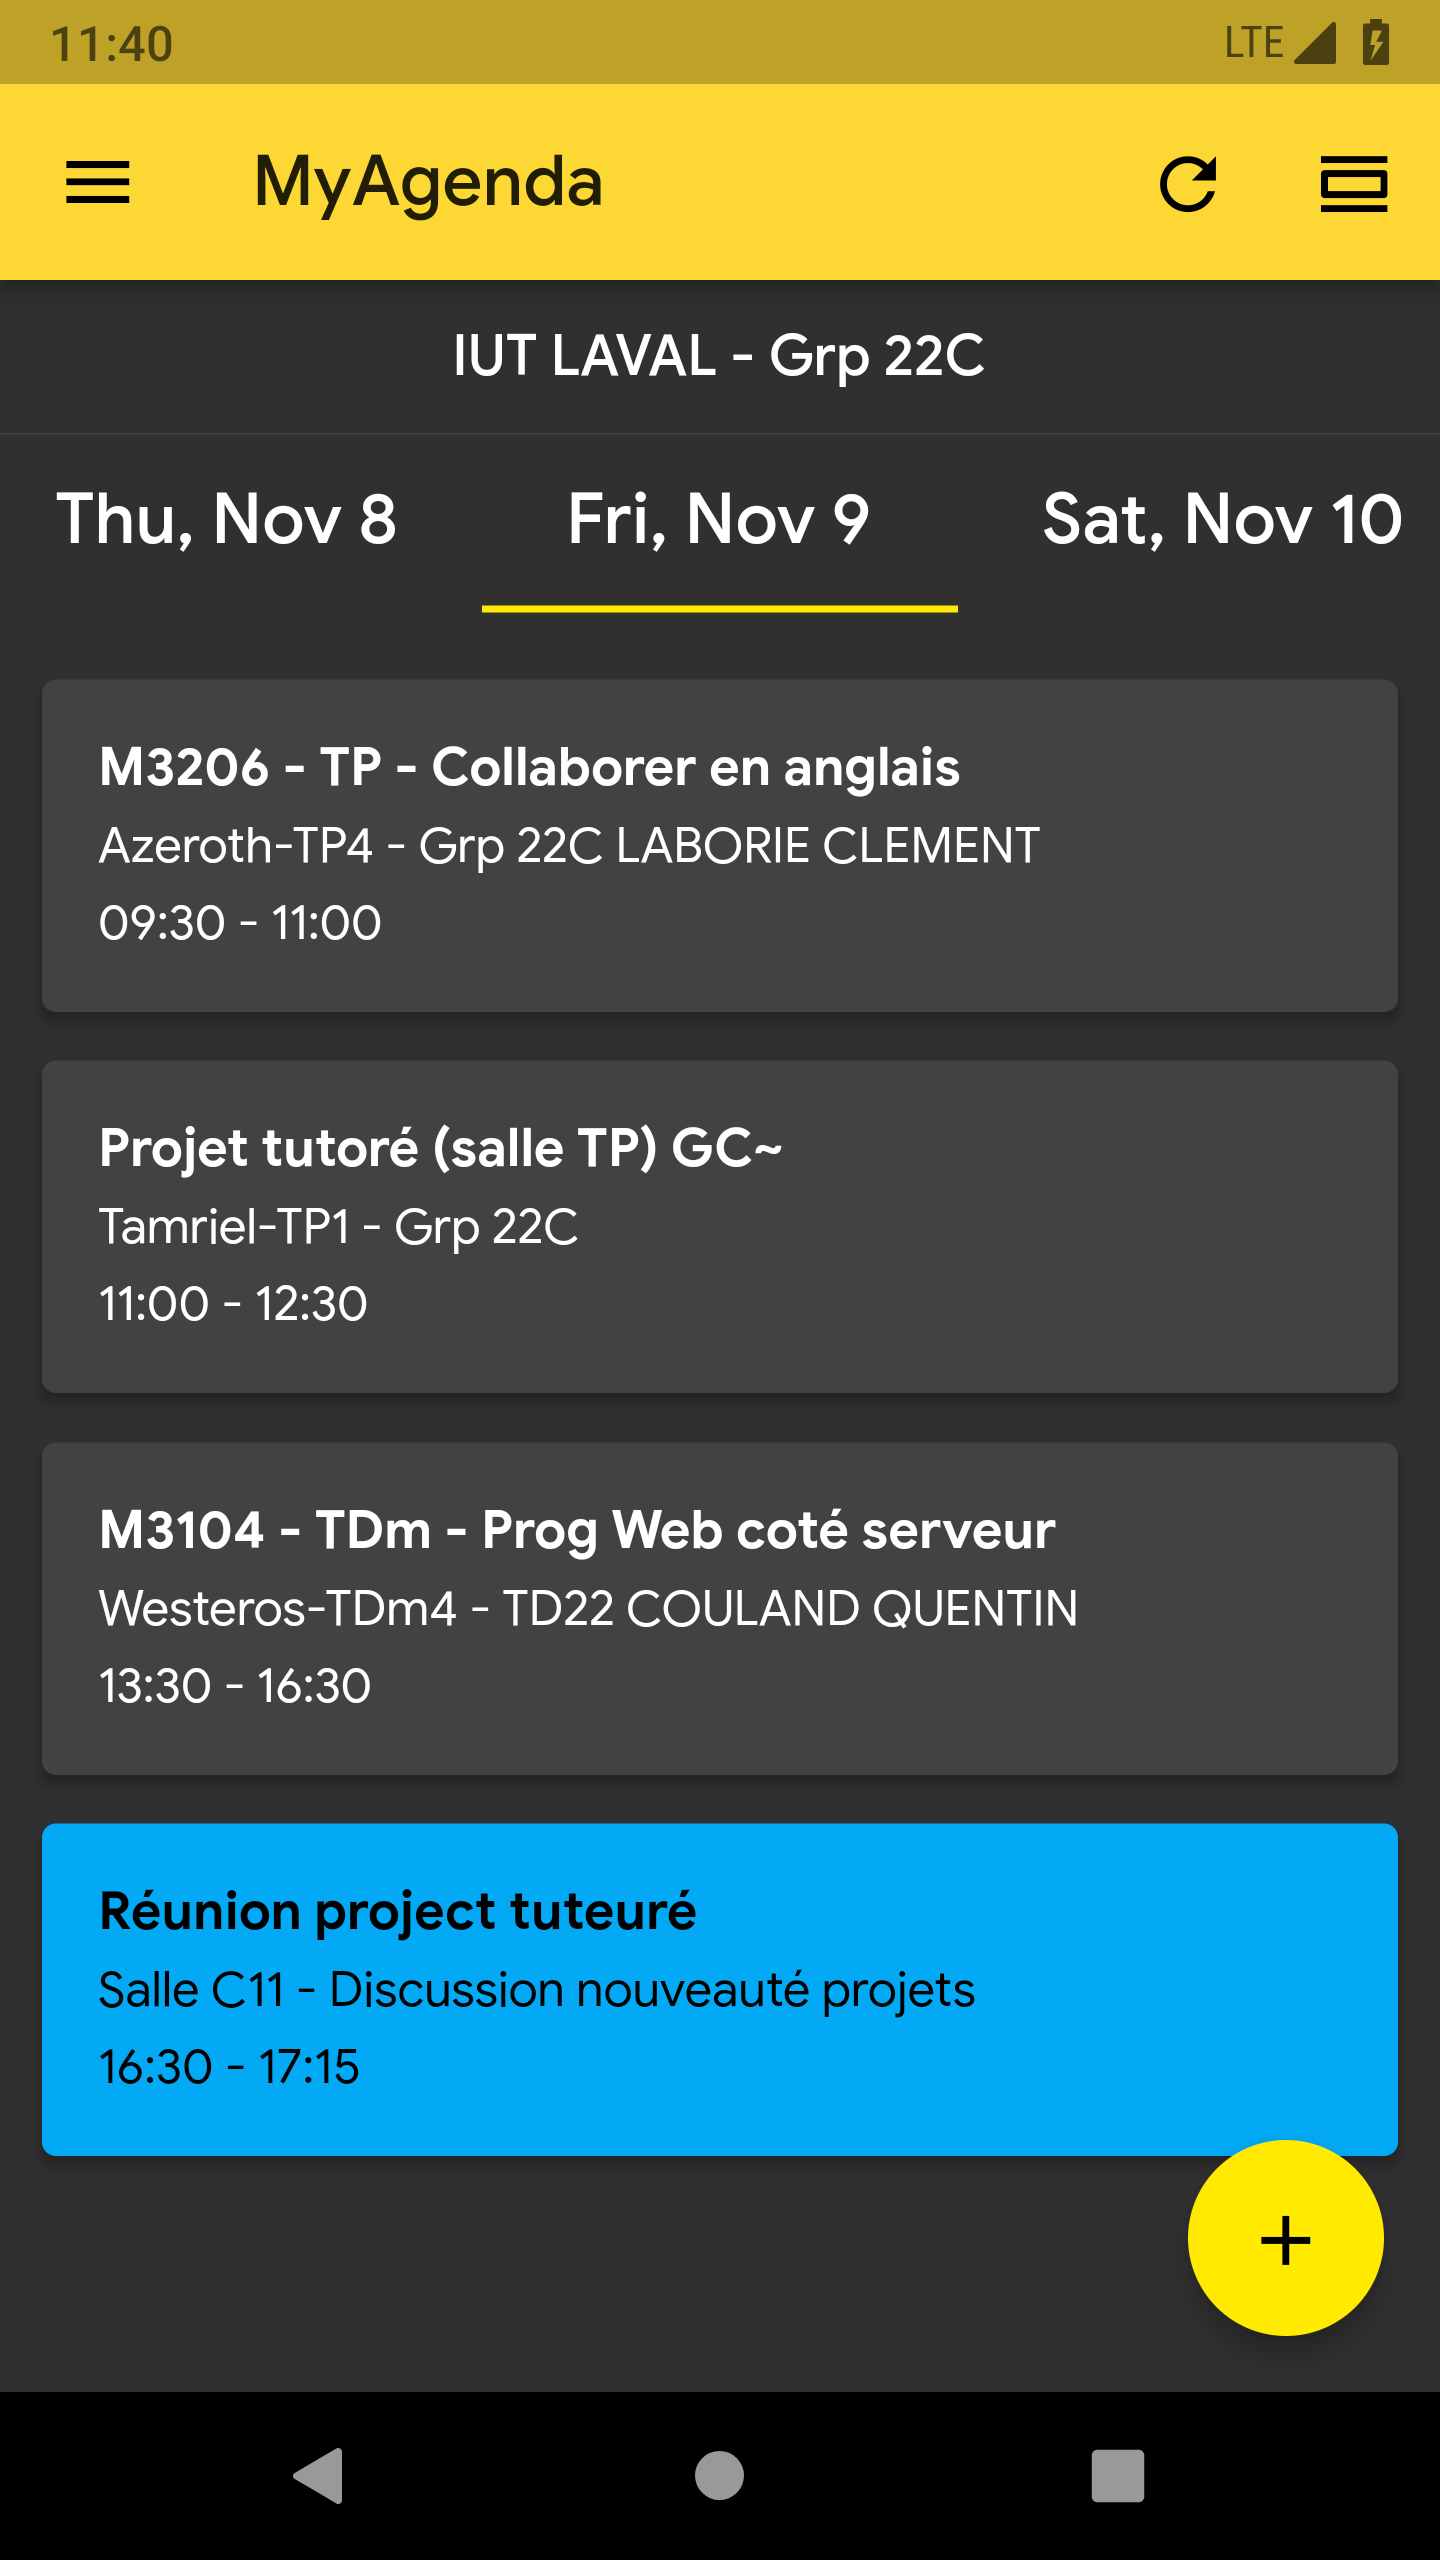 11:40 LTE
MyAgenda
IUT LAVAL - Grp 22C
Thu, Nov 8 Fri, Nov 9 Sat, Nov 10
M3206 - TP - Collaborer en anglais
Azeroth-TP4 - Grp 22C LABORIE CLEMENT
09:30 - 11:00
Projet tutoré (salle TP) GC~
Tamriel-TP1 - Grp 22C
11:00 - 12:30
M3104 - TDm - Prog Web coté serveur
Westeros-TDm4 - TD22 COULAND QUENTIN
13:30 - 16:30
Réunion project tuteuré
Salle C11 - Discussion nouveauté projets
16:30 - 17:15